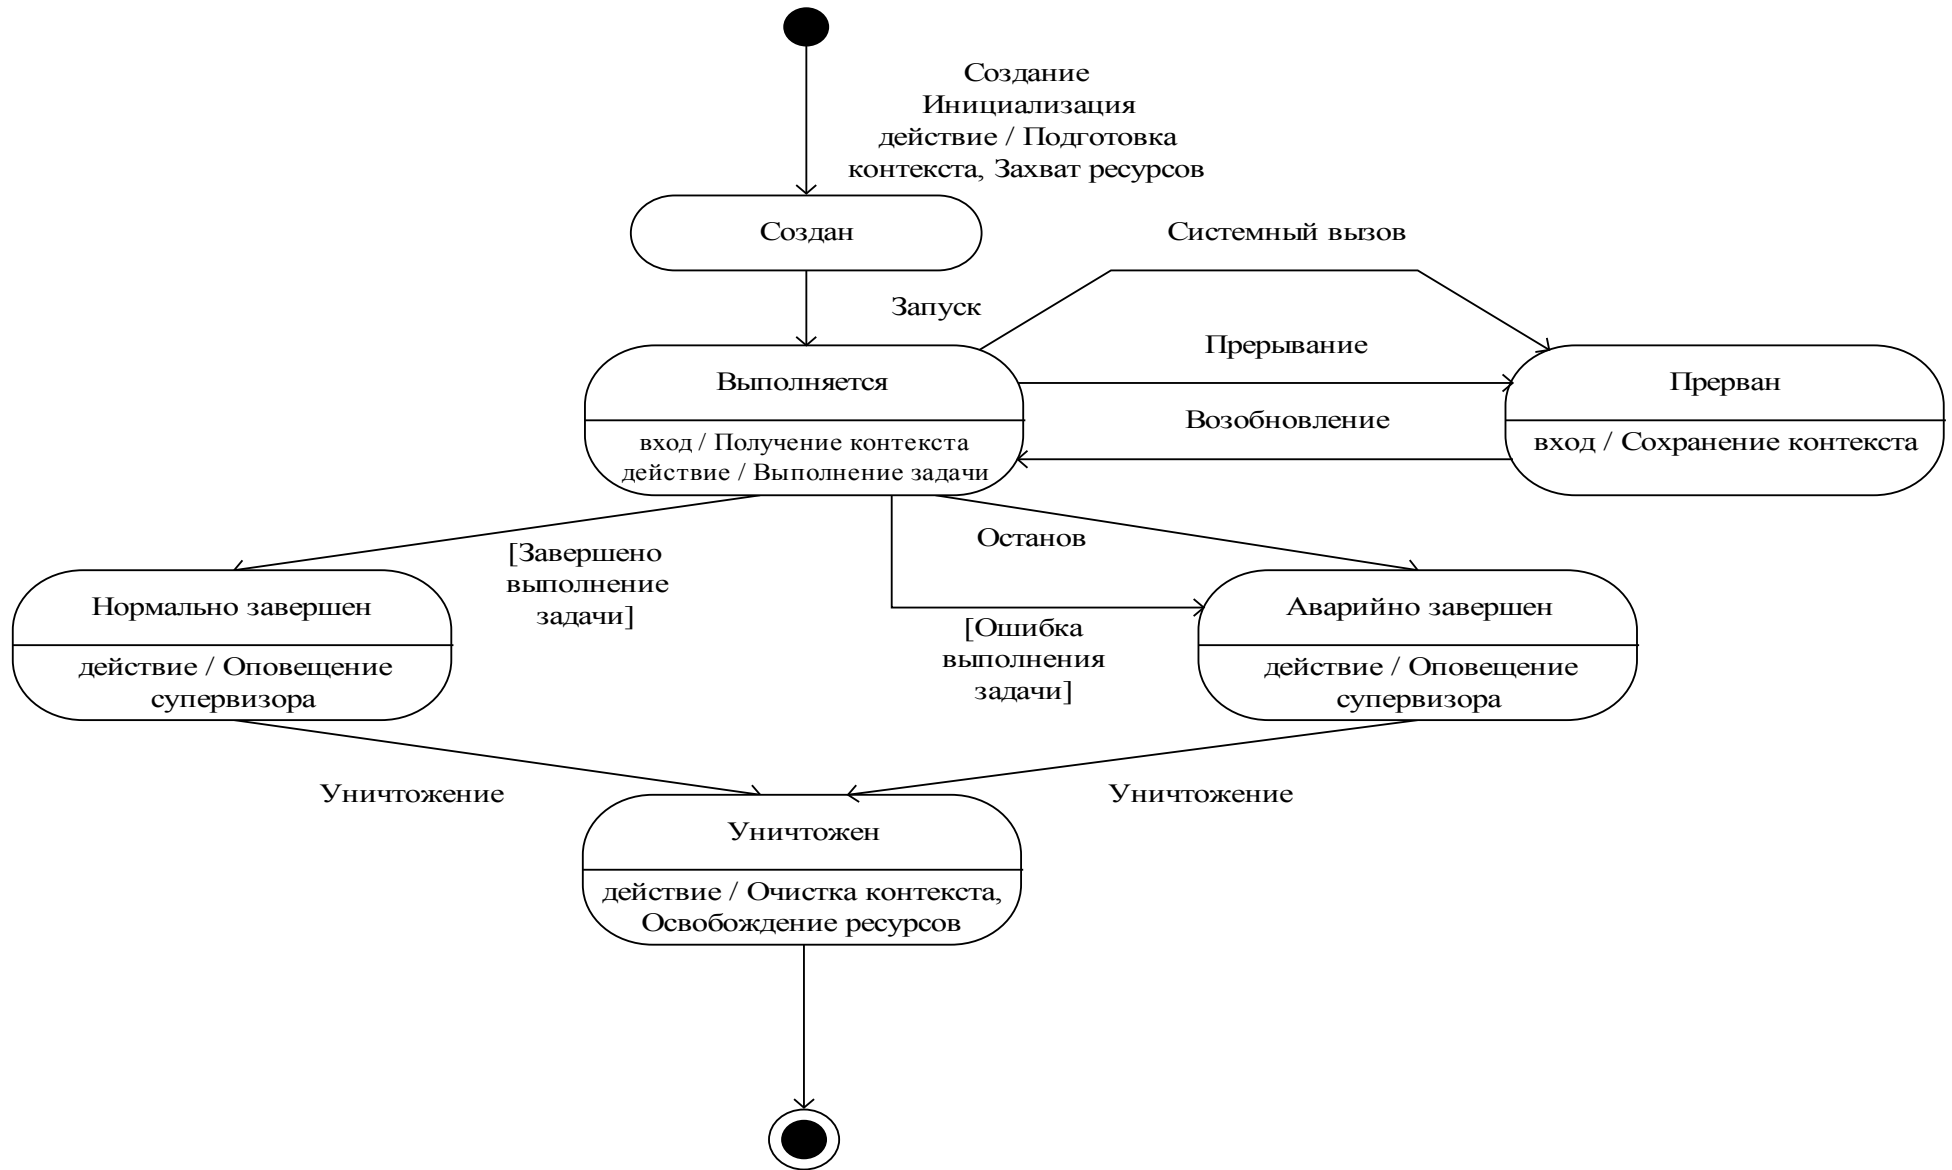 Создание
Инициализация
действие / Подготовка
контекста, Захват ресурсов
Создан
Системный вызов
Запуск
Прерывание
Выполняется
Прерван
Возобновление
вход / Получение контекста
действие / Выполнение задачи
вход / Сохранение контекста
Останов
[Завершено
выполнение
задачи]
Нормально завершен
Аварийно завершен
[Ошибка
выполнения
задачи]
действие / Оповещение
супервизора
действие / Оповещение
супервизора
Уничтожение
Уничтожение
Уничтожен
действие / Очистка контекста,
Освобождение ресурсов